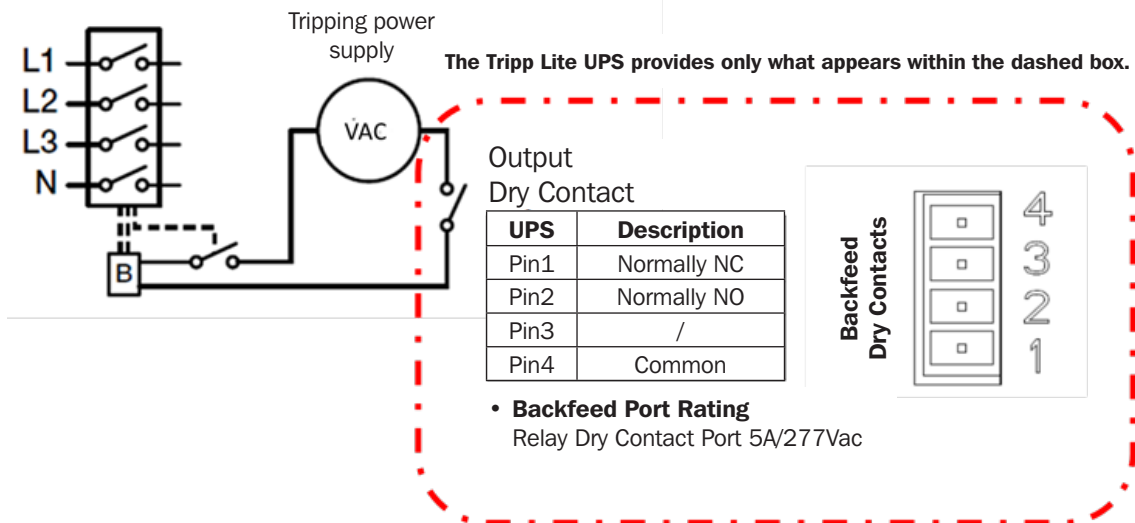 Tripping power
supply
The Tripp Lite UPS provides only what appears within the dashed box.
L1
L2
L3
N
VAC
B
Output
Dry Contact
UPS Description
Pin1 Normally NC
Pin2 Normally NO
Pin3 /
Pin4 Common
• Backfeed Port Rating
Relay Dry Contact Port 5A/277Vac
Backfeed
Dry Contacts
4
3
2
1